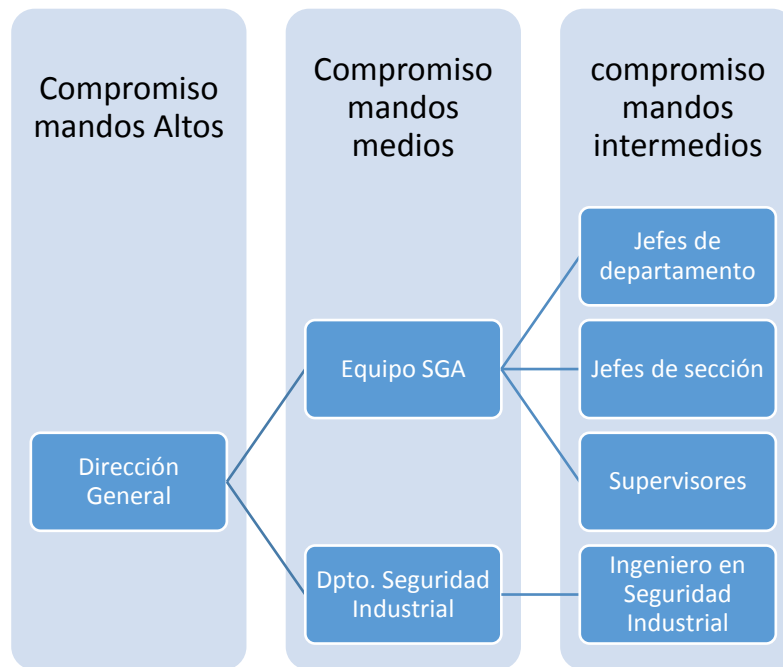 Compromiso
mandos Altos
Compromiso
mandos
medios
compromiso
mandos
intermedios
Dirección
General
Equipo SGA
Dpto. Seguridad
Industrial
Jefes de
departamento
Jefes de sección
Supervisores
Ingeniero en
Seguridad
Industrial